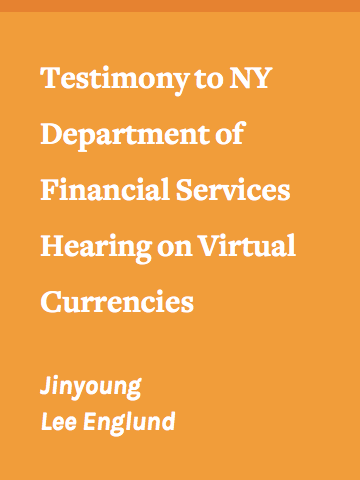 Testimony to NY
Department of
Financial Services
Hearing on Virtual
Currencies
Jinyoung
Lee Englund